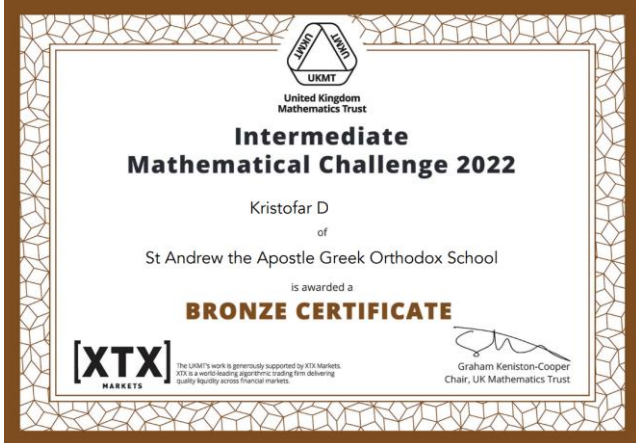 UKMT
UKMT
UKMT
United Kingdom
Mathematics Trust
Intermediate
Mathematical Challenge 2022
Kristofar D
of
St Andrew the Apostle Greek Orthodox School
is awarded a
BRONZE CERTIFICATE
[XTX]
MARKETS
The UKMT's work is generously supported by XTX Markets.
XTX is a world-leading algorithmic trading firm delivering
quality liquidity across financial markets.
Graham Keniston-Cooper
Chair, UK Mathematics Trust